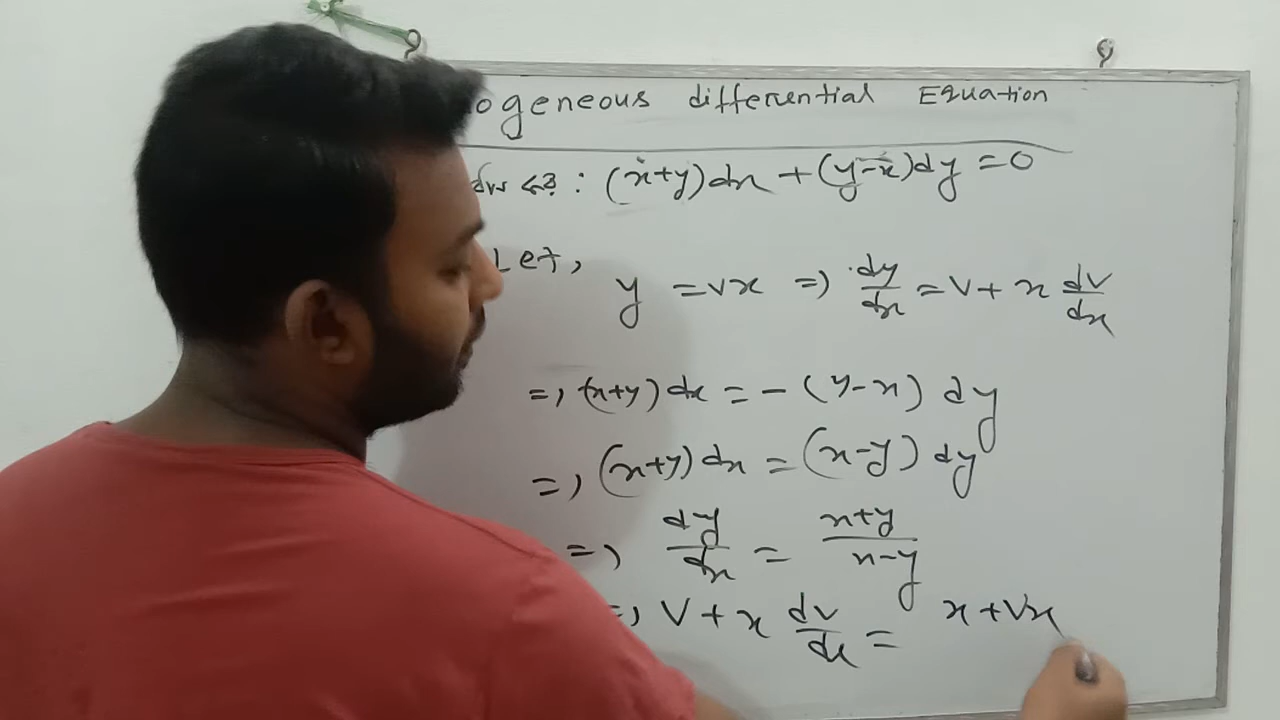 ogeneous differential Equation
: (x+y)dx + (y-x)dy = 0
Let,
y = vx => dy/dx = v + x dv/dx
=> (x+y) dx = - (y-x) dy
=> (x+y) dx = (x-y) dy
=> dy/dx = x+y/x-y
=> v + x dv/dx = x + vx